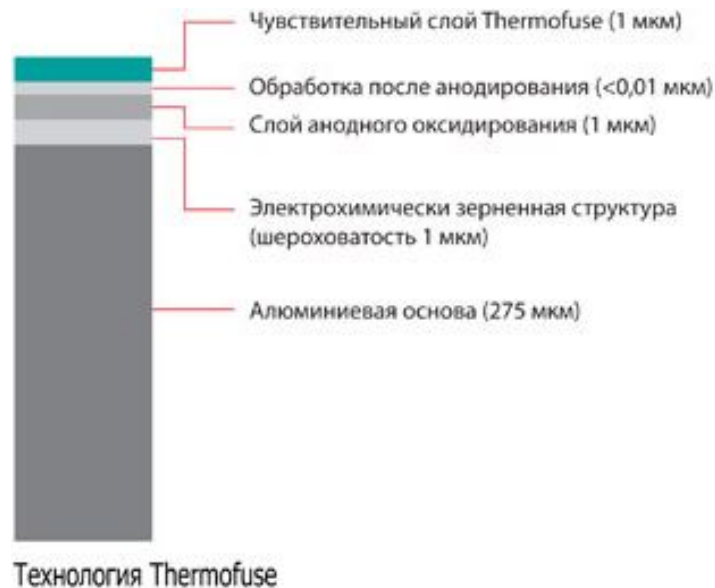 Чувствительный слой Thermofuse (1 мкм)
Обработка после анодирования (<0,01 мкм)
Слой анодного оксидирования (1 мкм)
Электрохимически зерненная структура
(шероховатость 1 мкм)
Алюминиевая основа (275 мкм)
Технология Thermofuse